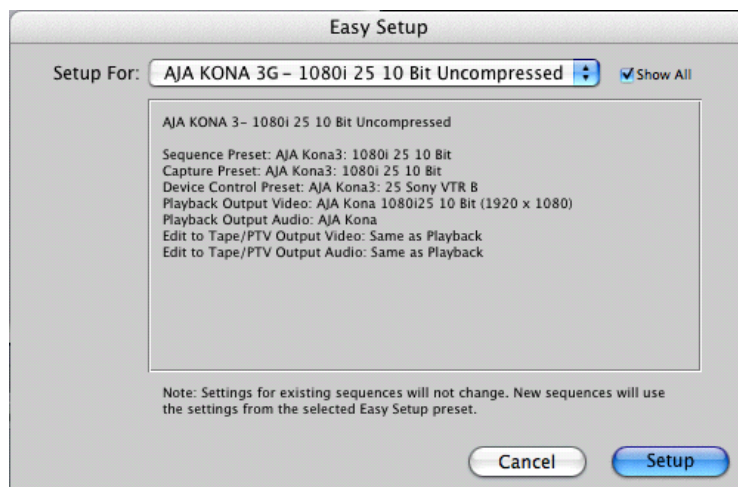 Easy Setup
Setup For: AJA KONA 3G – 1080i 25 10 Bit Uncompressed Show All
AJA KONA 3– 1080i 25 10 Bit Uncompressed
Sequence Preset: AJA Kona3: 1080i 25 10 Bit
Capture Preset: AJA Kona3: 1080i 25 10 Bit
Device Control Preset: AJA Kona3: 25 Sony VTR B
Playback Output Video: AJA Kona 1080i25 10 Bit (1920 x 1080)
Playback Output Audio: AJA Kona
Edit to Tape/PTV Output Video: Same as Playback
Edit to Tape/PTV Output Audio: Same as Playback
Note: Settings for existing sequences will not change. New sequences will use
the settings from the selected Easy Setup preset.
Cancel Setup